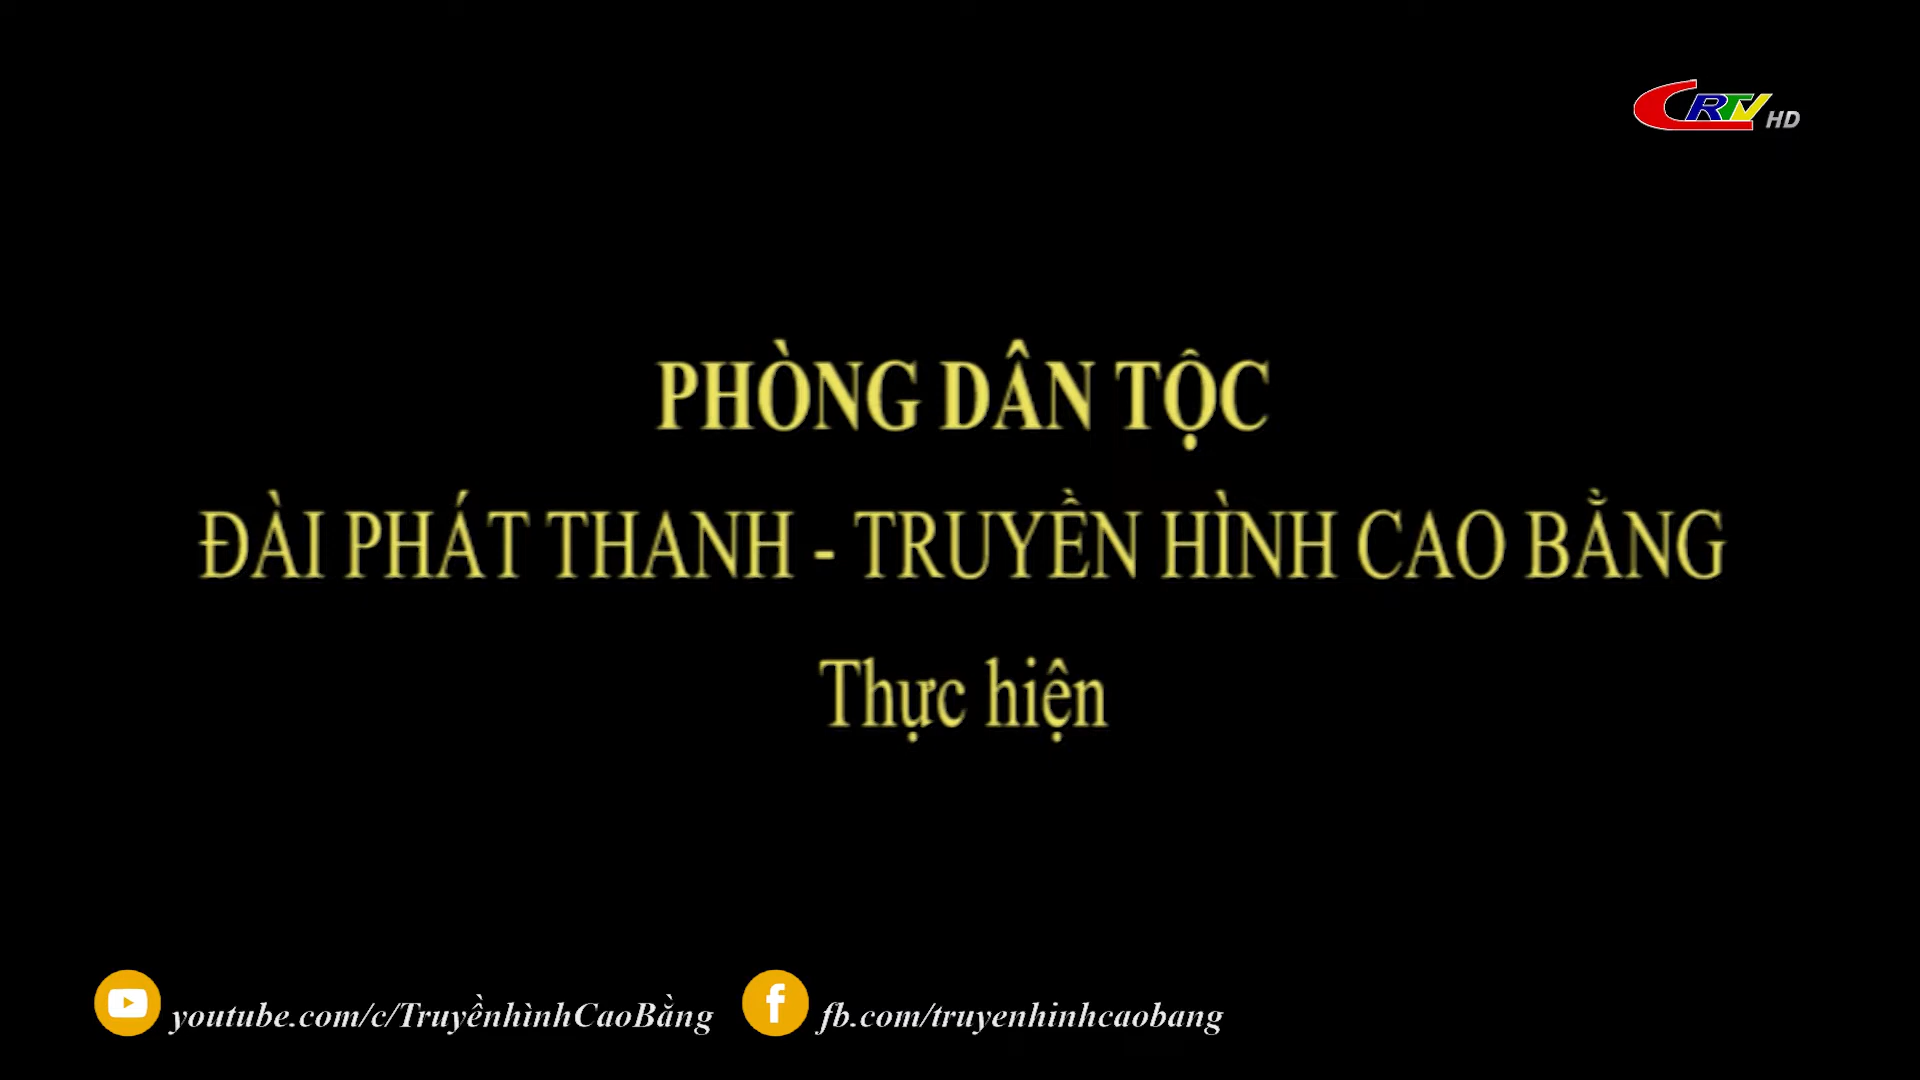 CRTV HD
PHÒNG DÂN TỘC
ĐÀI PHÁT THANH - TRUYỀN HÌNH CAO BẰNG
Thực hiện
youtube.com/c/TruyềnhìnhCaoBằng fb.com/truyenhinhcaobang